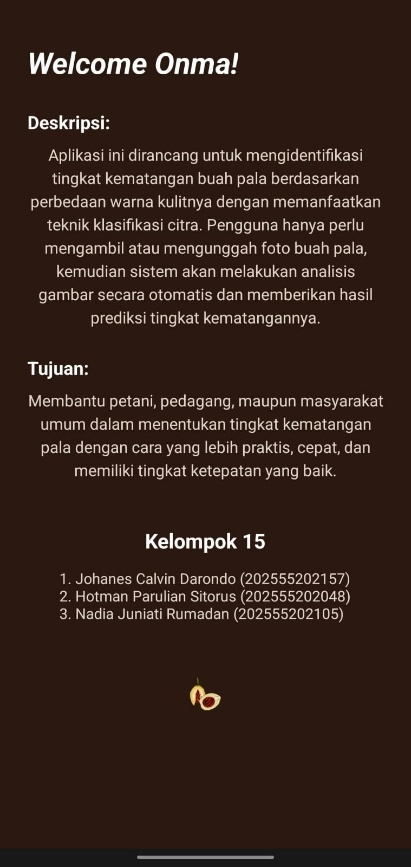 Welcome Onma!
Deskripsi:
Aplikasi ini dirancang untuk mengidentifikasi
tingkat kematangan buah pala berdasarkan
perbedaan warna kulitnya dengan memanfaatkan
teknik klasifikasi citra. Pengguna hanya perlu
mengambil atau mengunggah foto buah pala,
kemudian sistem akan melakukan analisis
gambar secara otomatis dan memberikan hasil
prediksi tingkat kematangannya.
Tujuan:
Membantu petani, pedagang, maupun masyarakat
umum dalam menentukan tingkat kematangan
pala dengan cara yang lebih praktis, cepat, dan
memiliki tingkat ketepatan yang baik.
Kelompok 15
1. Johanes Calvin Darondo (202555202157)
2. Hotman Parulian Sitorus (202555202048)
3. Nadia Juniati Rumadan (202555202105)